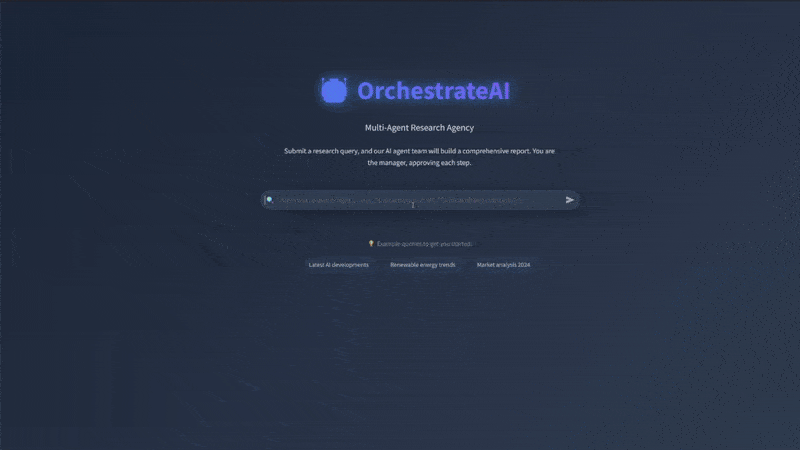 OrchestrateAI
Multi-Agent Research Agency
Submit a research query, and our AI agent team will build a comprehensive report. You are
the manager, approving each step.
Example queries to get you started:
Latest AI developments
Renewable energy trends
Market analysis 2024